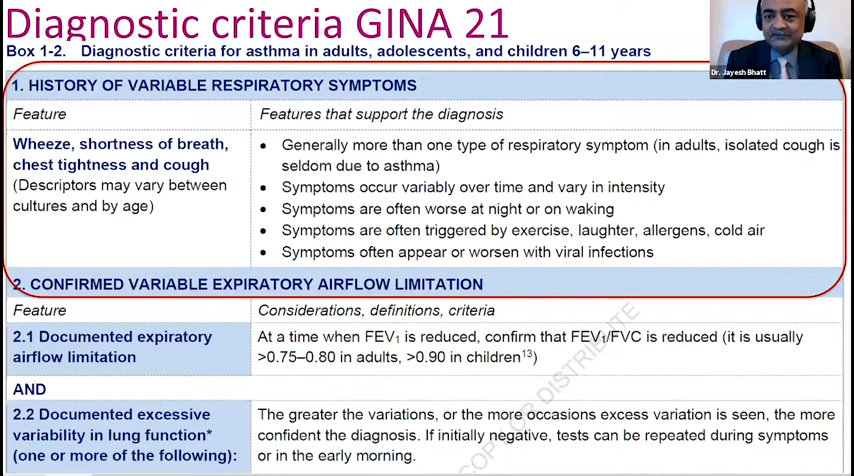 Diagnostic criteria GINA 21
Box 1-2. Diagnostic criteria for asthma in adults, adolescents, and children 6–11 years
Dr. Jayesh Bhatt
1. HISTORY OF VARIABLE RESPIRATORY SYMPTOMS
Feature
Features that support the diagnosis
Wheeze, shortness of breath,
chest tightness and cough
(Descriptors may vary between
cultures and by age)
• Generally more than one type of respiratory symptom (in adults, isolated cough is
seldom due to asthma)
• Symptoms occur variably over time and vary in intensity
• Symptoms are often worse at night or on waking
• Symptoms are often triggered by exercise, laughter, allergens, cold air
• Symptoms often appear or worsen with viral infections
2. CONFIRMED VARIABLE EXPIRATORY AIRFLOW LIMITATION
Feature
Considerations, definitions, criteria
2.1 Documented expiratory
airflow limitation
At a time when FEV₁ is reduced, confirm that FEV₁/FVC is reduced (it is usually
>0.75–0.80 in adults, >0.90 in children¹³)
AND
2.2 Documented excessive
variability in lung function*
(one or more of the following):
The greater the variations, or the more occasions excess variation is seen, the more
confident the diagnosis. If initially negative, tests can be repeated during symptoms
or in the early morning.
COPY OR DISTRIBUTE